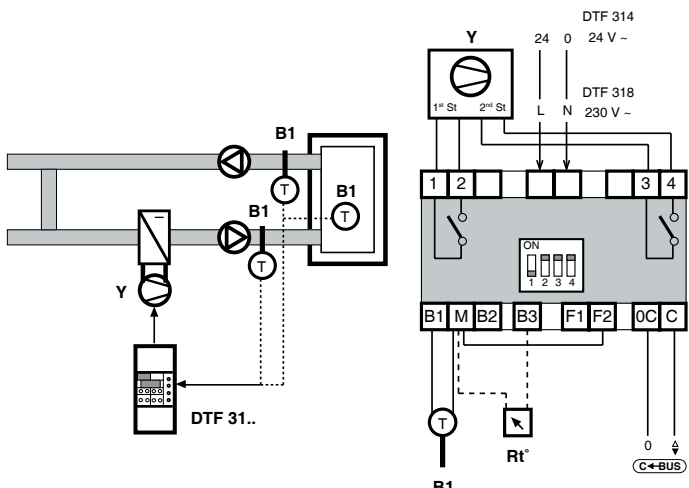 B1
T
B1
T
B1
T
Y
DTF 31..
Y
1st St 2nd St
24 0
DTF 314
24 V ~
L N
DTF 318
230 V ~
1 2 3 4
ON
1 2 3 4
B1 M B2 B3 F1 F2 0C C
T
B1
Rt°
0
C BUS